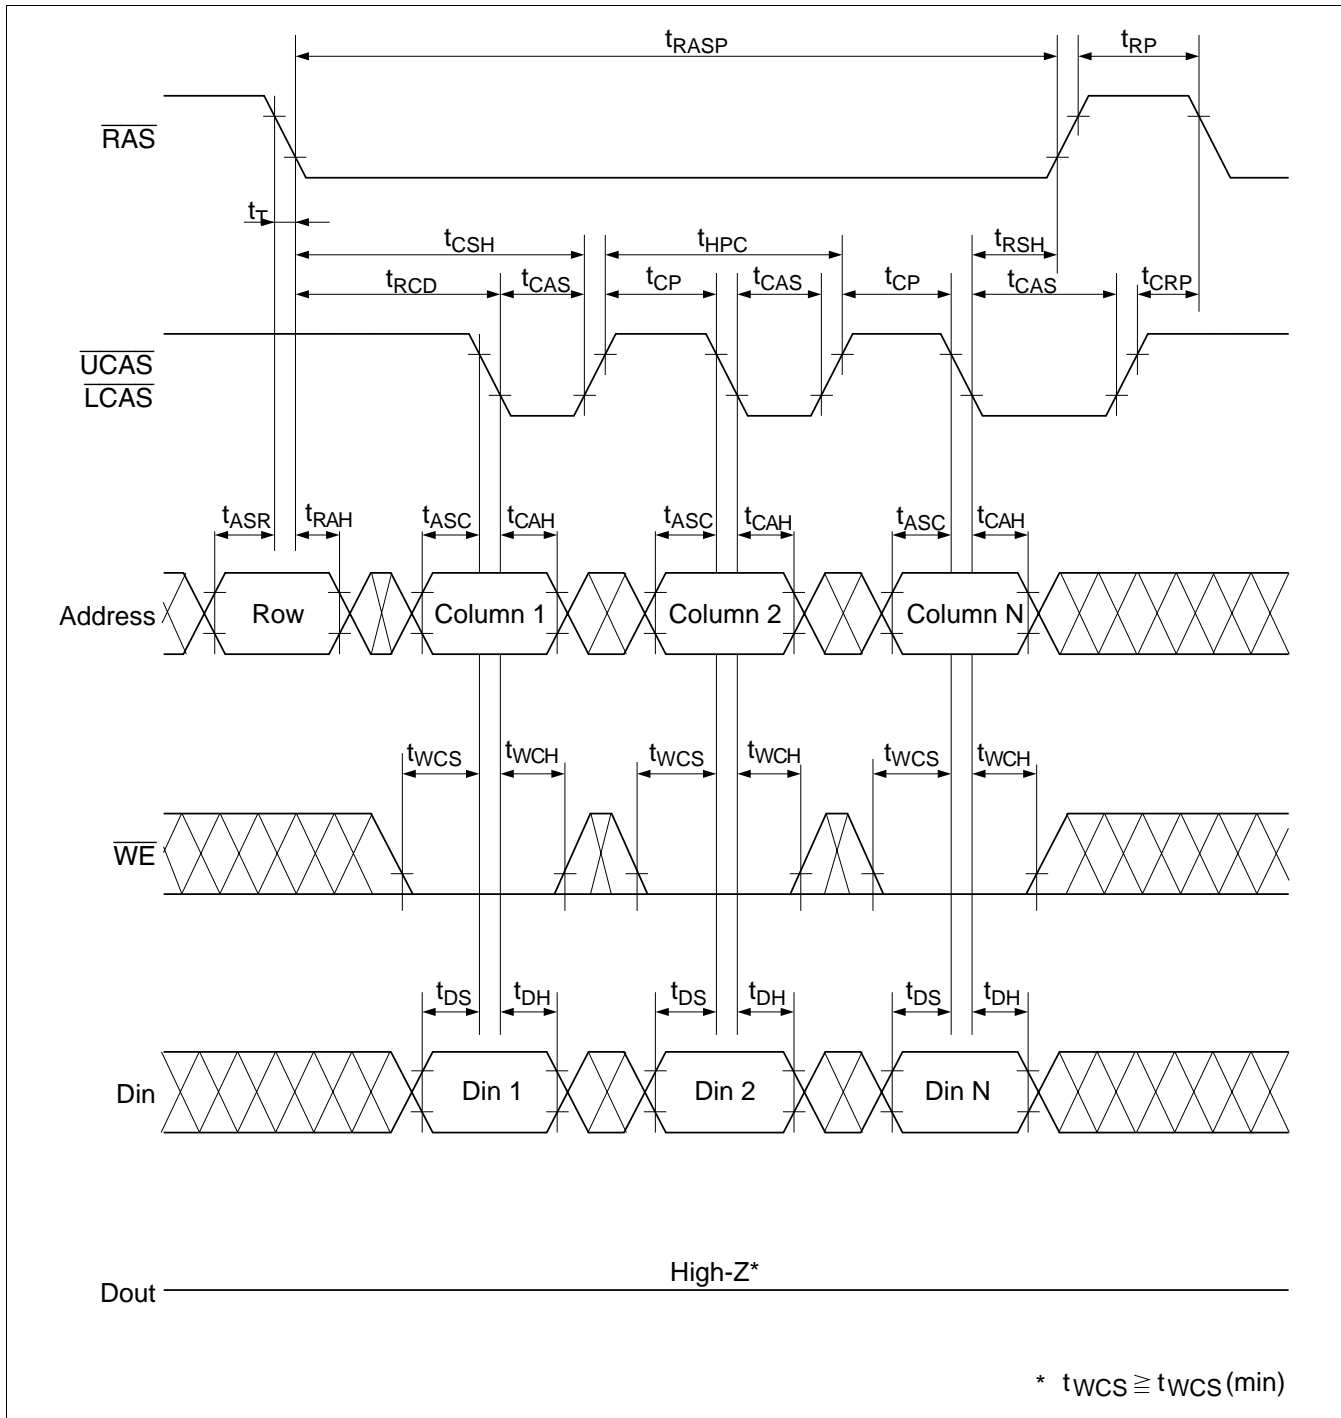 tRASP tRP
RAS
tT
tCSH tHPC tRSH
tRCD tCAS tCP tCAS tCP tCAS tCRP
UCAS
LCAS
tASR tRAH tASC tCAH tASC tCAH tASC tCAH
Address Row Column 1 Column 2 Column N
tWCS tWCH tWCS tWCH tWCS tWCH
WE
tDS tDH tDS tDH tDS tDH
Din Din 1 Din 2 Din N
High-Z*
Dout
* tWCS ≧ tWCS(min)